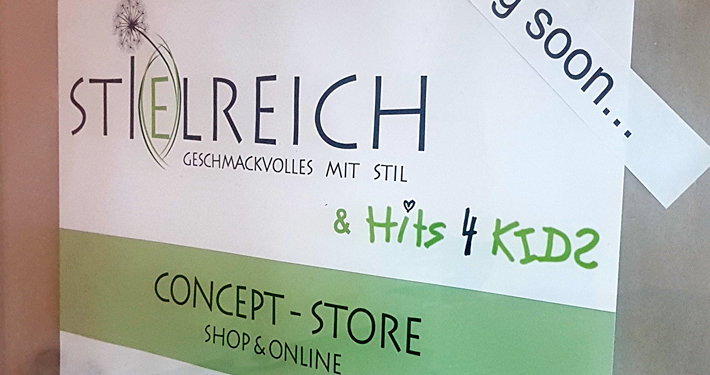 soon...
STIELREICH
GESCHMACKVOLLES MIT STIL
& Hits 4 KIDS
CONCEPT-STORE
SHOP & ONLINE